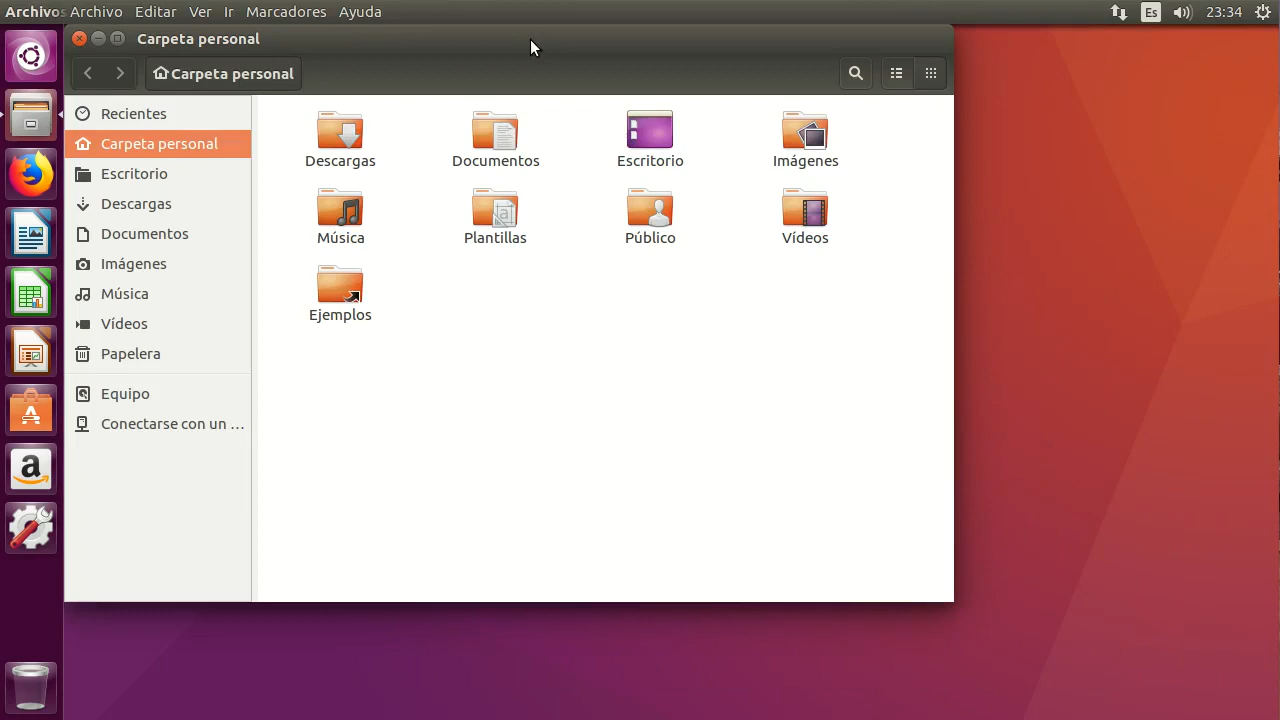 Archivos Archivo Editar Ver Ir Marcadores Ayuda Es 23:34
Carpeta personal
Carpeta personal
Recientes
Carpeta personal
Escritorio
Descargas
Documentos
Imágenes
Música
Vídeos
Papelera
Equipo
Conectarse con un …
Descargas Documentos Escritorio Imágenes
Música Plantillas Público Vídeos
Ejemplos